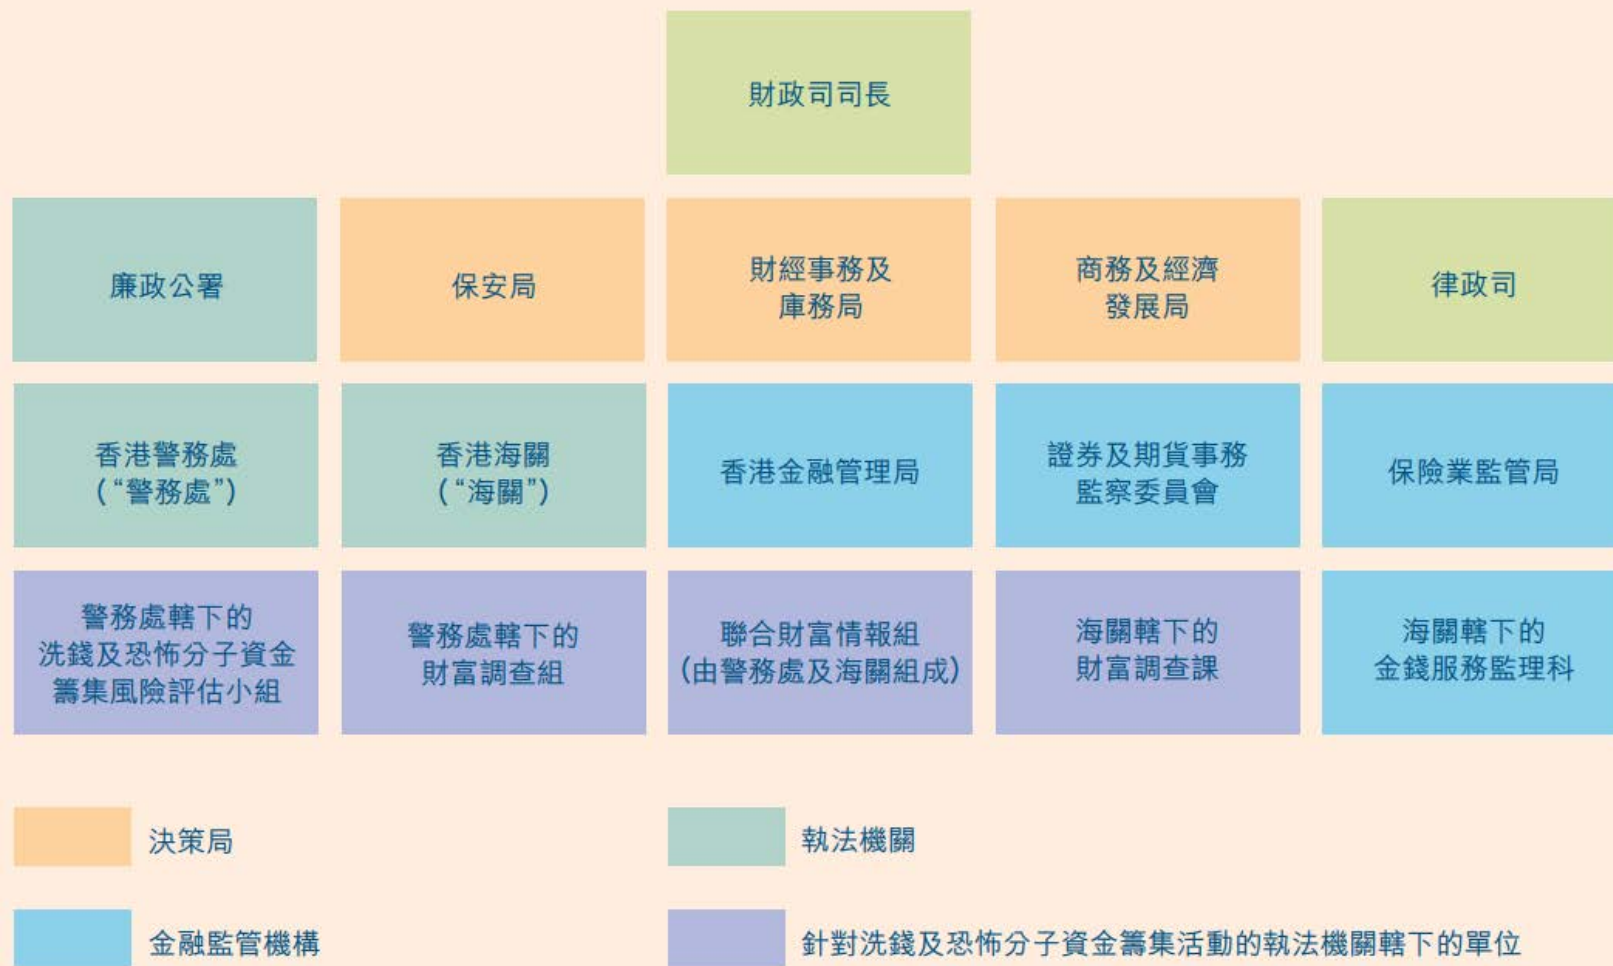 財政司司長
廉政公署
保安局
財經事務及
庫務局
商務及經濟
發展局
律政司
香港警務處
(“警務處”)
香港海關
(“海關”)
香港金融管理局
證券及期貨事務
監察委員會
保險業監管局
警務處轄下的
洗錢及恐怖分子資金
籌集風險評估小組
警務處轄下的
財富調查組
聯合財富情報組
(由警務處及海關組成)
海關轄下的
財富調查課
海關轄下的
金錢服務監理科
決策局
執法機關
金融監管機構
針對洗錢及恐怖分子資金籌集活動的執法機關轄下的單位